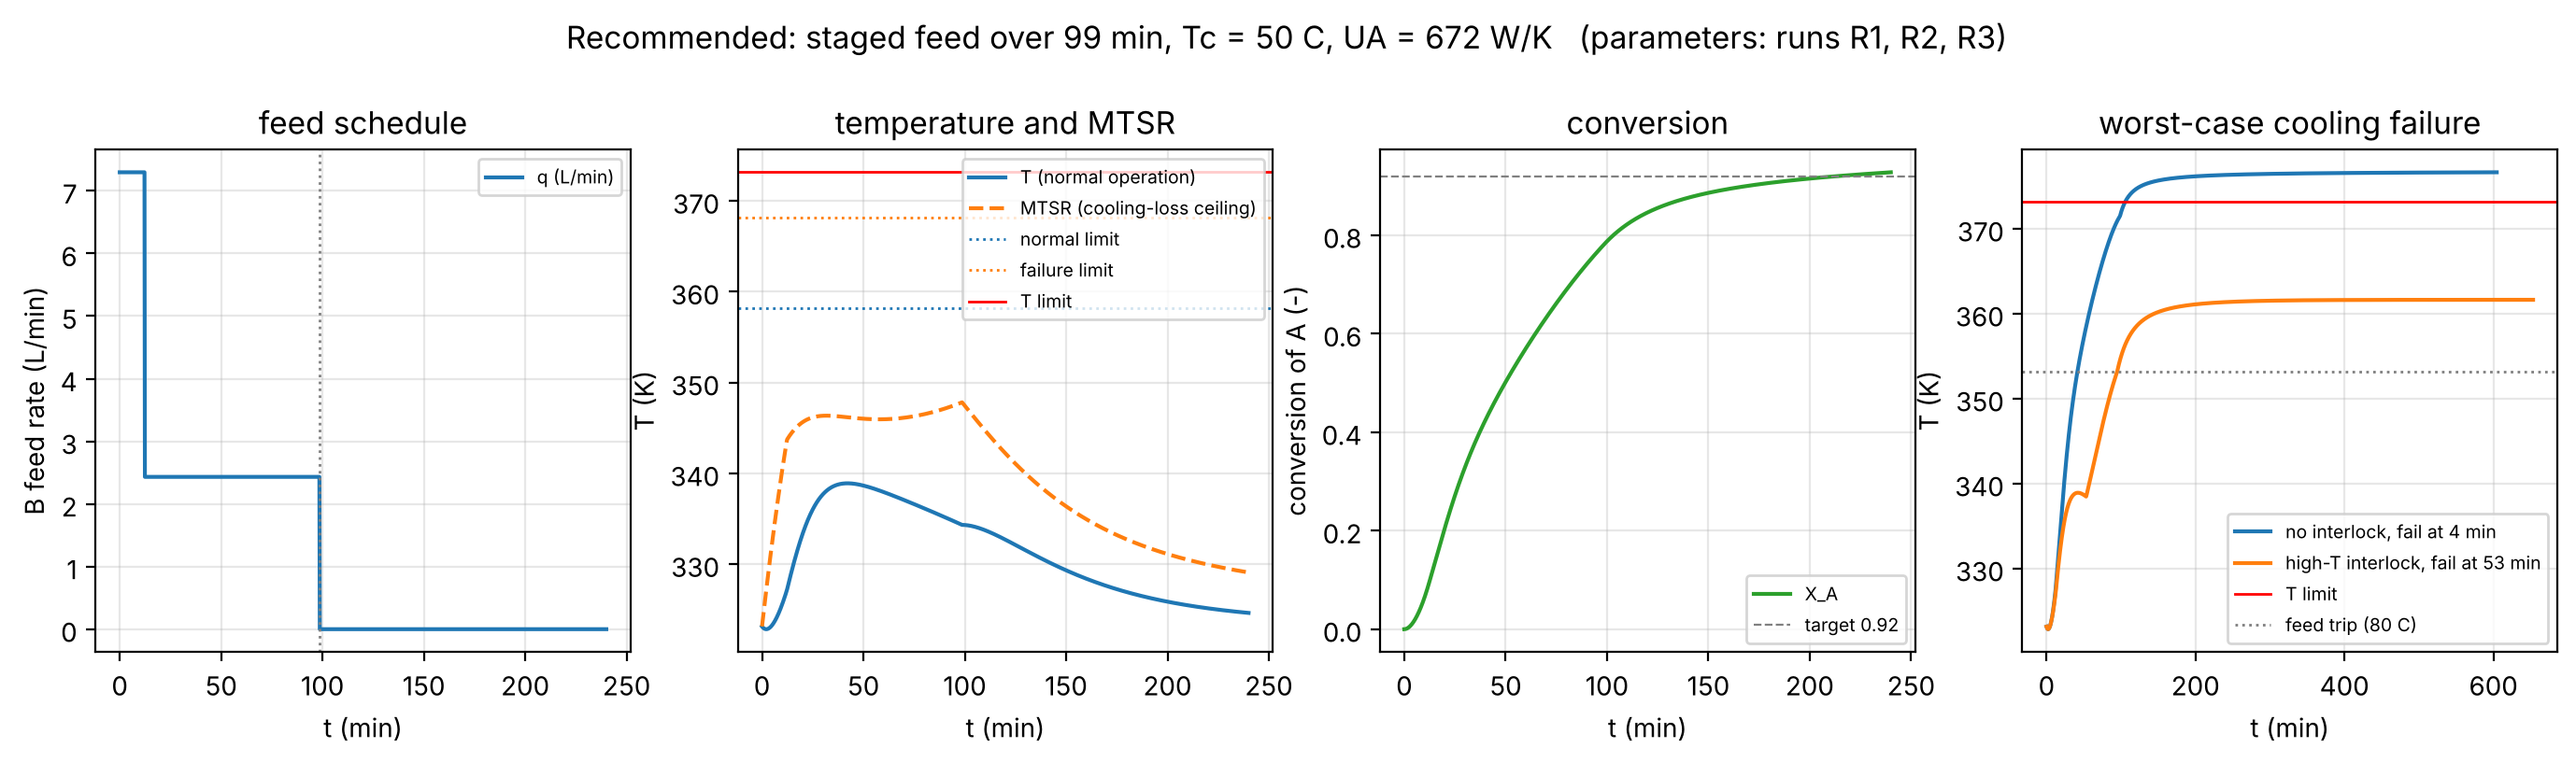 Recommended: staged feed over 99 min, Tc = 50 C, UA = 672 W/K (parameters: runs R1, R2, R3)
feed schedule
B feed rate (L/min)
7
6
5
4
3
2
1
0
q (L/min)
0 50 100 150 200 250
t (min)
temperature and MTSR
T (K)
370
360
350
340
330
T (normal operation)
MTSR (cooling-loss ceiling)
normal limit
failure limit
T limit
0 50 100 150 200 250
t (min)
conversion
conversion of A (-)
0.8
0.6
0.4
0.2
0.0
X_A
target 0.92
0 50 100 150 200 250
t (min)
worst-case cooling failure
T (K)
370
360
350
340
330
no interlock, fail at 4 min
high-T interlock, fail at 53 min
T limit
feed trip (80 C)
0 200 400 600
t (min)